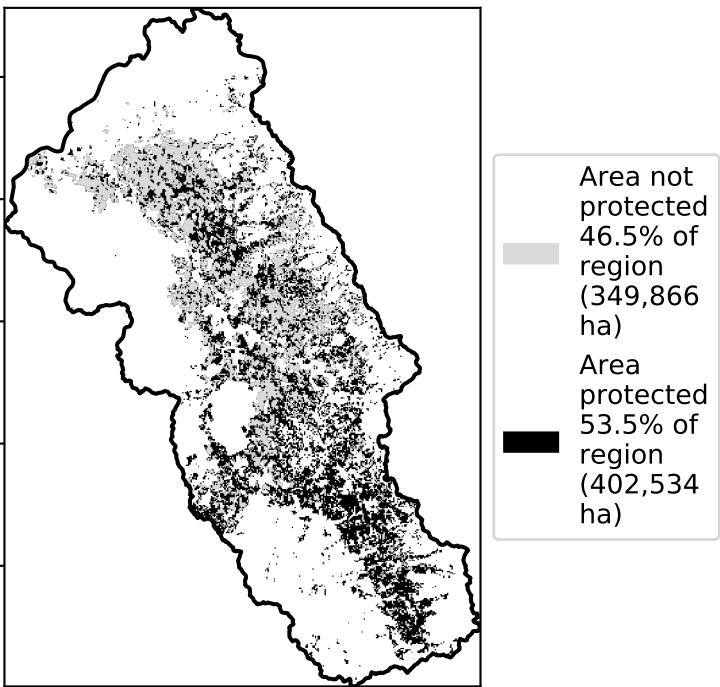 Area not
protected
46.5% of
region
(349,866
ha)
Area
protected
53.5% of
region
(402,534
ha)